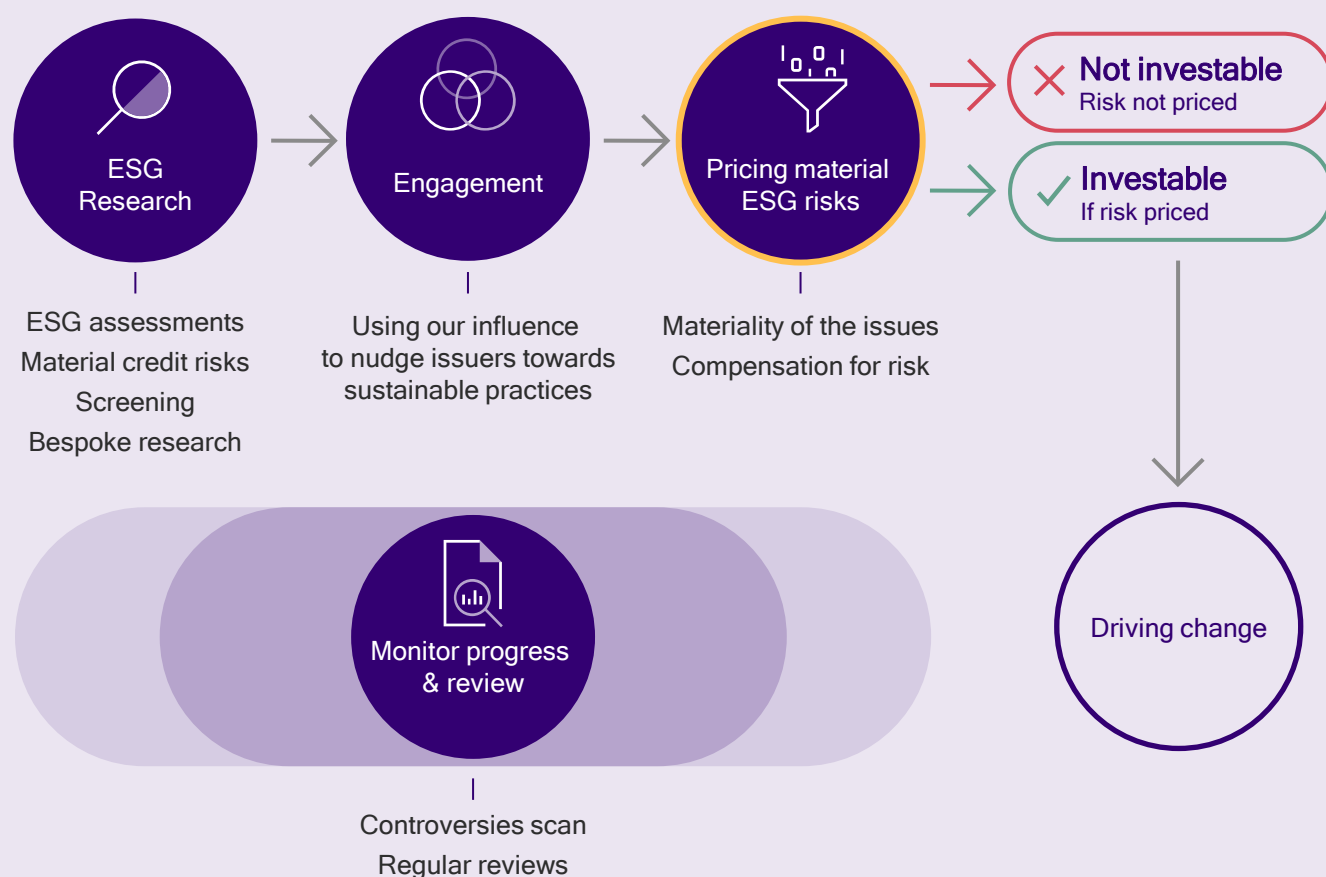 ESG
Research
Engagement
Pricing material
ESG risks
Not investable
Risk not priced
Investable
If risk priced
ESG assessments
Material credit risks
Screening
Bespoke research
Using our influence
to nudge issuers towards
sustainable practices
Materiality of the issues
Compensation for risk
Monitor progress
& review
Driving change
Controversies scan
Regular reviews